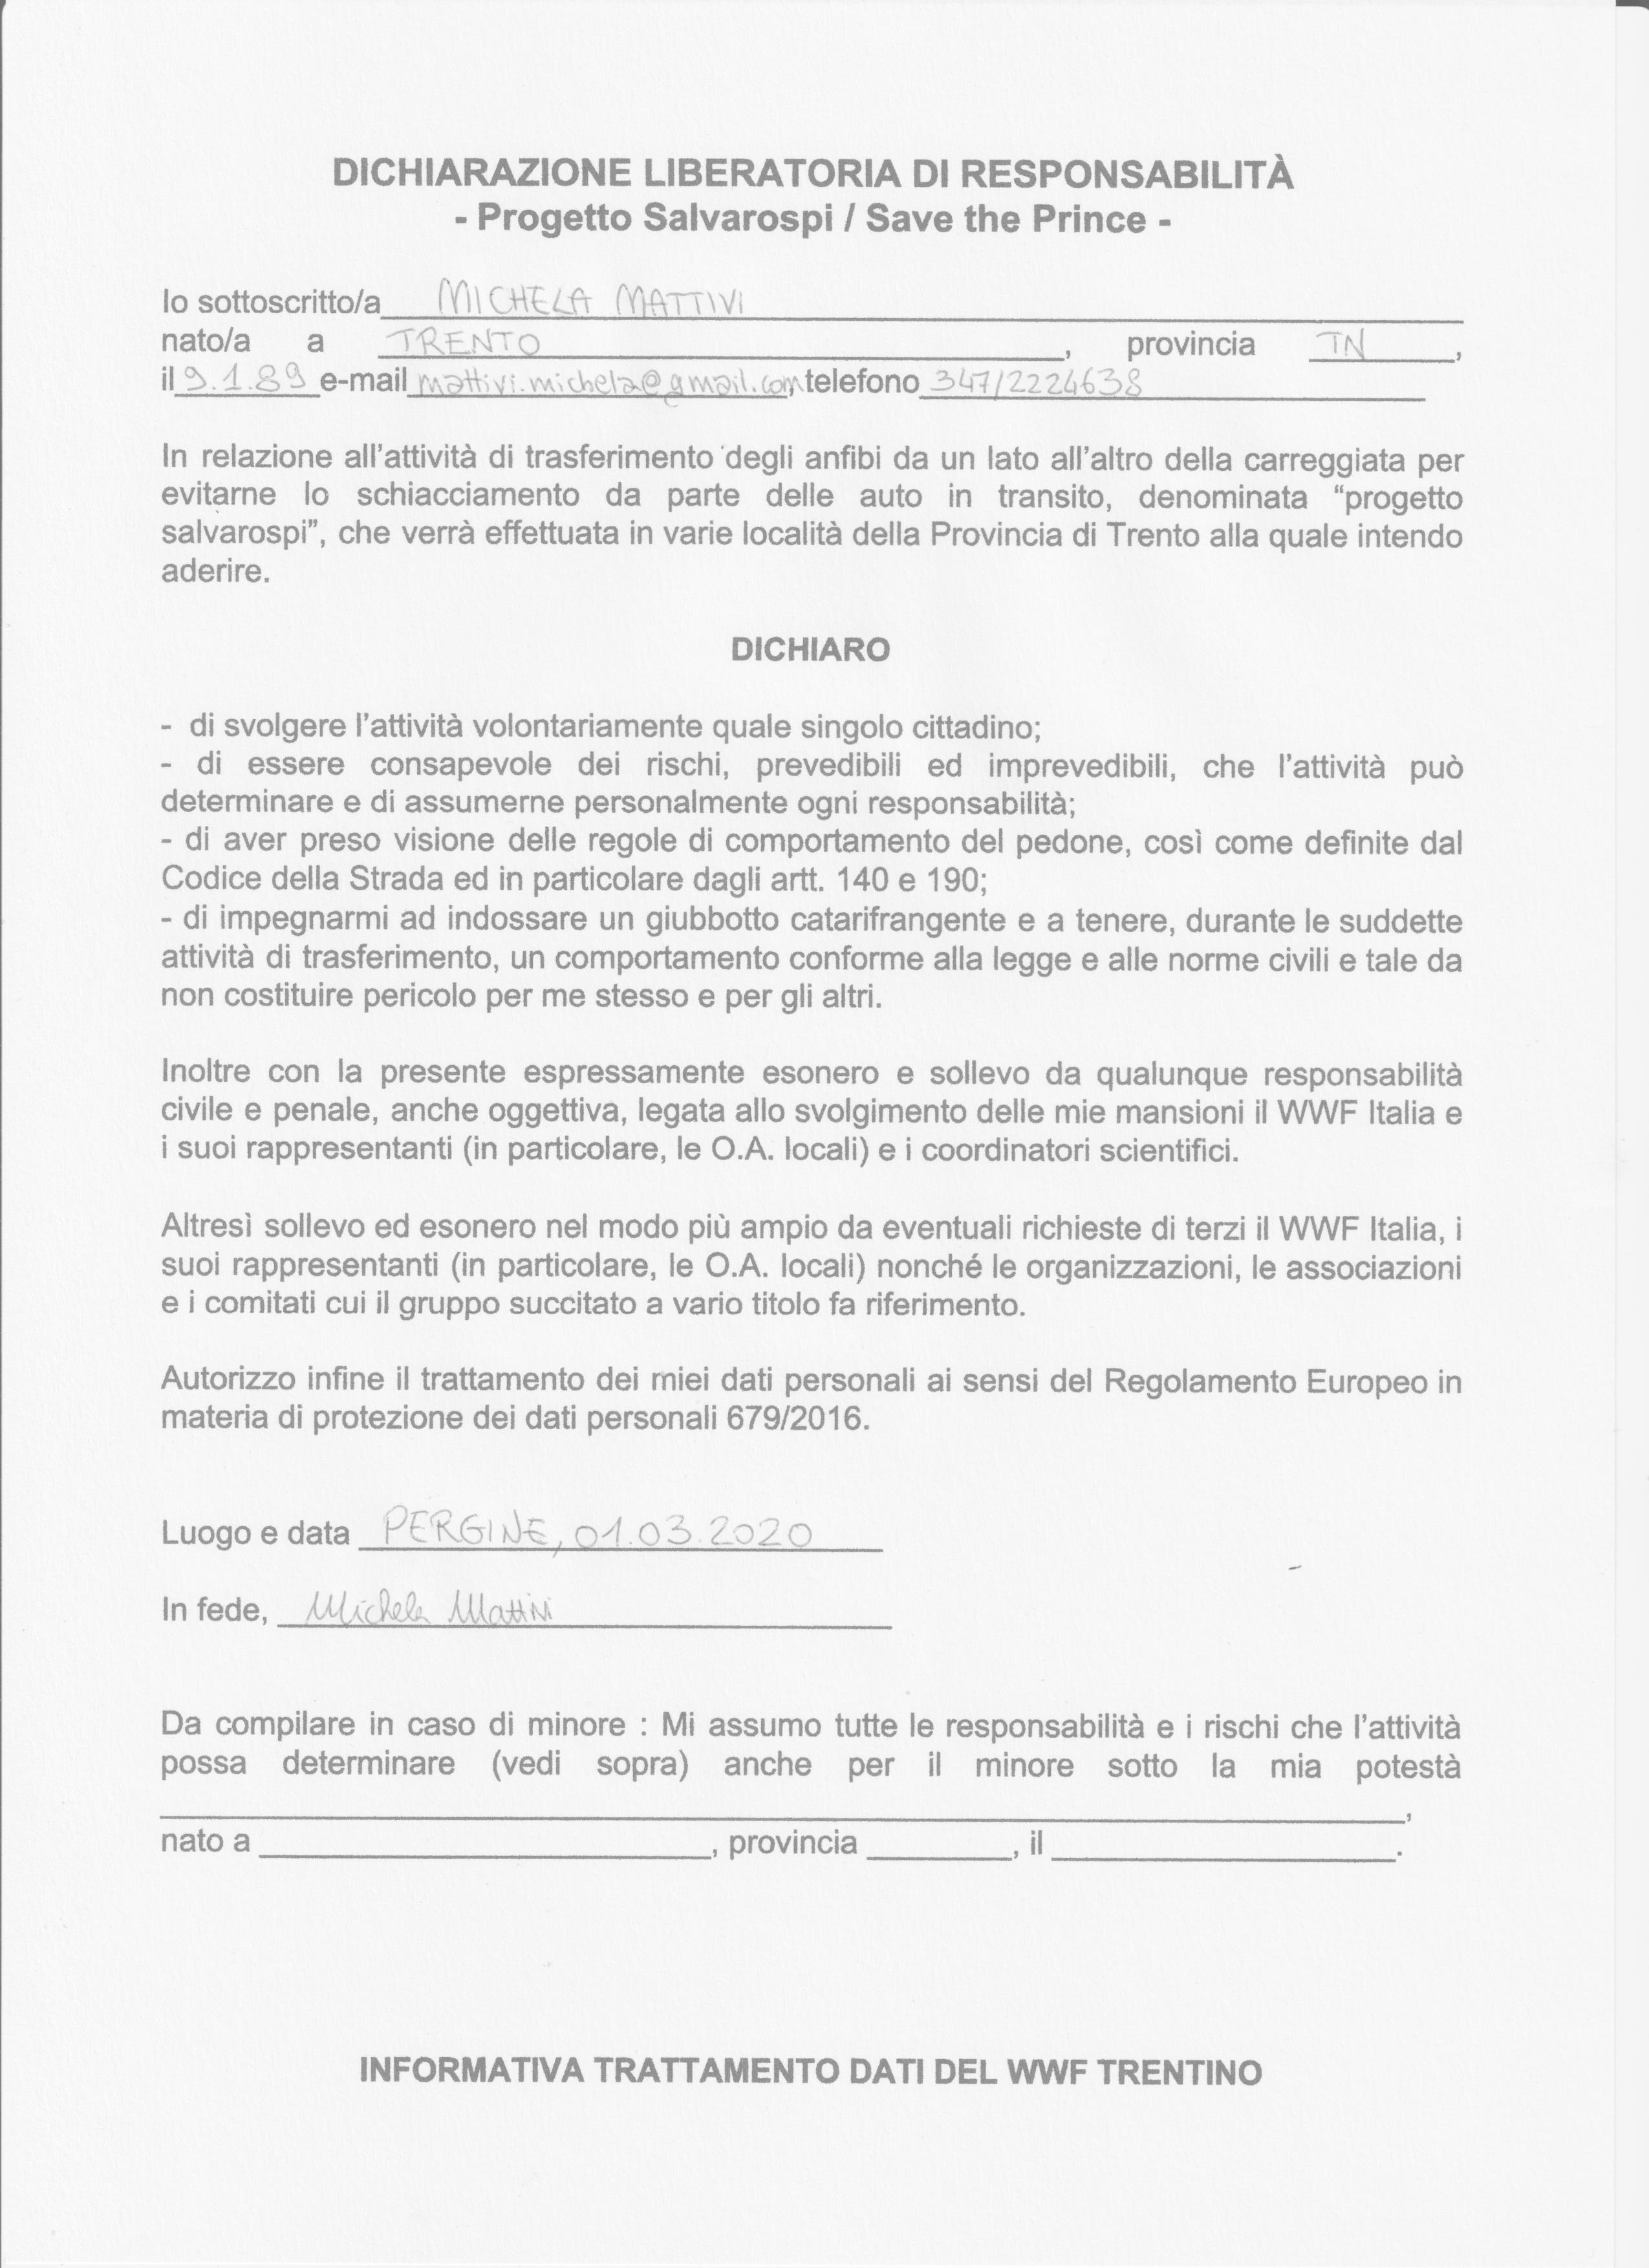 DICHIARAZIONE LIBERATORIA DI RESPONSABILITÀ
- Progetto Salvarospi / Save the Prince -
Io sottoscritto/a MICHELA MATTIVI
nato/a a TRENTO, provincia TN,
il 9.1.89 e-mail mattivi.michela@gmail.com, telefono 347/2224638
In relazione all'attività di trasferimento degli anfibi da un lato all'altro della carreggiata per
evitarne lo schiacciamento da parte delle auto in transito, denominata “progetto
salvarospi”, che verrà effettuata in varie località della Provincia di Trento alla quale intendo
aderire.
DICHIARO
- di svolgere l'attività volontariamente quale singolo cittadino;
- di essere consapevole dei rischi, prevedibili ed imprevedibili, che l'attività può
determinare e di assumerne personalmente ogni responsabilità;
- di aver preso visione delle regole di comportamento del pedone, così come definite dal
Codice della Strada ed in particolare dagli artt. 140 e 190;
- di impegnarmi ad indossare un giubbotto catarifrangente e a tenere, durante le suddette
attività di trasferimento, un comportamento conforme alla legge e alle norme civili e tale da
non costituire pericolo per me stesso e per gli altri.
Inoltre con la presente espressamente esonero e sollevo da qualunque responsabilità
civile e penale, anche oggettiva, legata allo svolgimento delle mie mansioni il WWF Italia e
i suoi rappresentanti (in particolare, le O.A. locali) e i coordinatori scientifici.
Altresì sollevo ed esonero nel modo più ampio da eventuali richieste di terzi il WWF Italia, i
suoi rappresentanti (in particolare, le O.A. locali) nonché le organizzazioni, le associazioni
e i comitati cui il gruppo succitato a vario titolo fa riferimento.
Autorizzo infine il trattamento dei miei dati personali ai sensi del Regolamento Europeo in
materia di protezione dei dati personali 679/2016.
Luogo e data PERGINE, 01.03.2020
In fede, Michela Mattivi
Da compilare in caso di minore : Mi assumo tutte le responsabilità e i rischi che l'attività
possa determinare (vedi sopra) anche per il minore sotto la mia potestà
,
nato a , provincia , il .
INFORMATIVA TRATTAMENTO DATI DEL WWF TRENTINO